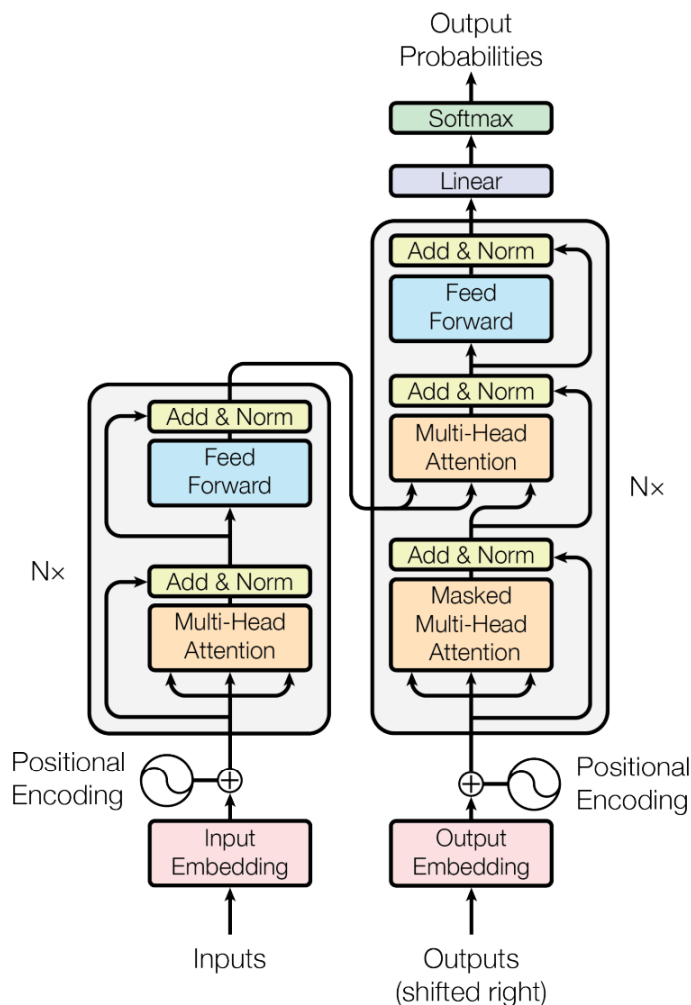 Output
Probabilities
Softmax
Linear
Add & Norm
Feed
Forward
Add & Norm
Multi-Head
Attention
Nx
Add & Norm
Masked
Multi-Head
Attention
Add & Norm
Feed
Forward
Nx
Add & Norm
Multi-Head
Attention
Positional
Encoding
Positional
Encoding
Input
Embedding
Output
Embedding
Inputs
Outputs
(shifted right)